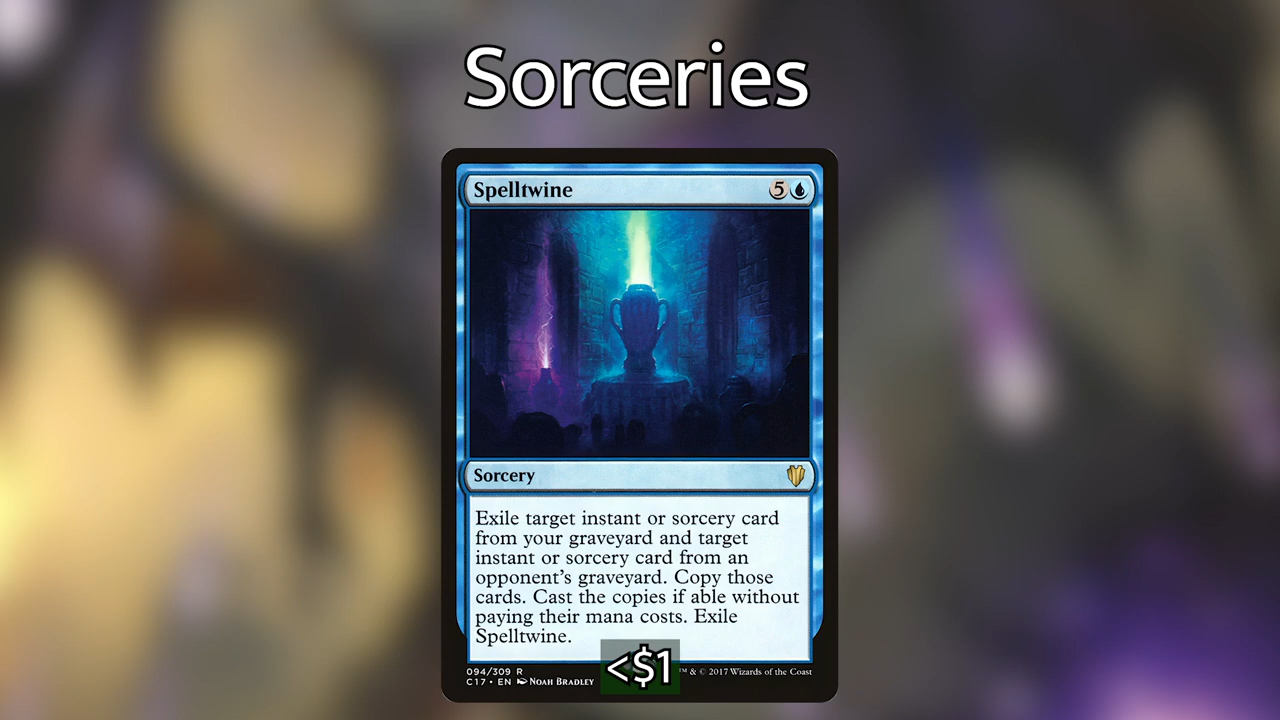 Sorceries
Spelltwine 5
Sorcery
Exile target instant or sorcery card
from your graveyard and target
instant or sorcery card from an
opponent's graveyard. Copy those
cards. Cast the copies if able without
paying their mana costs. Exile
Spelltwine.
<$1
094/309 R
C17 • EN Noah Bradley
™ & © 2017 Wizards of the Coast